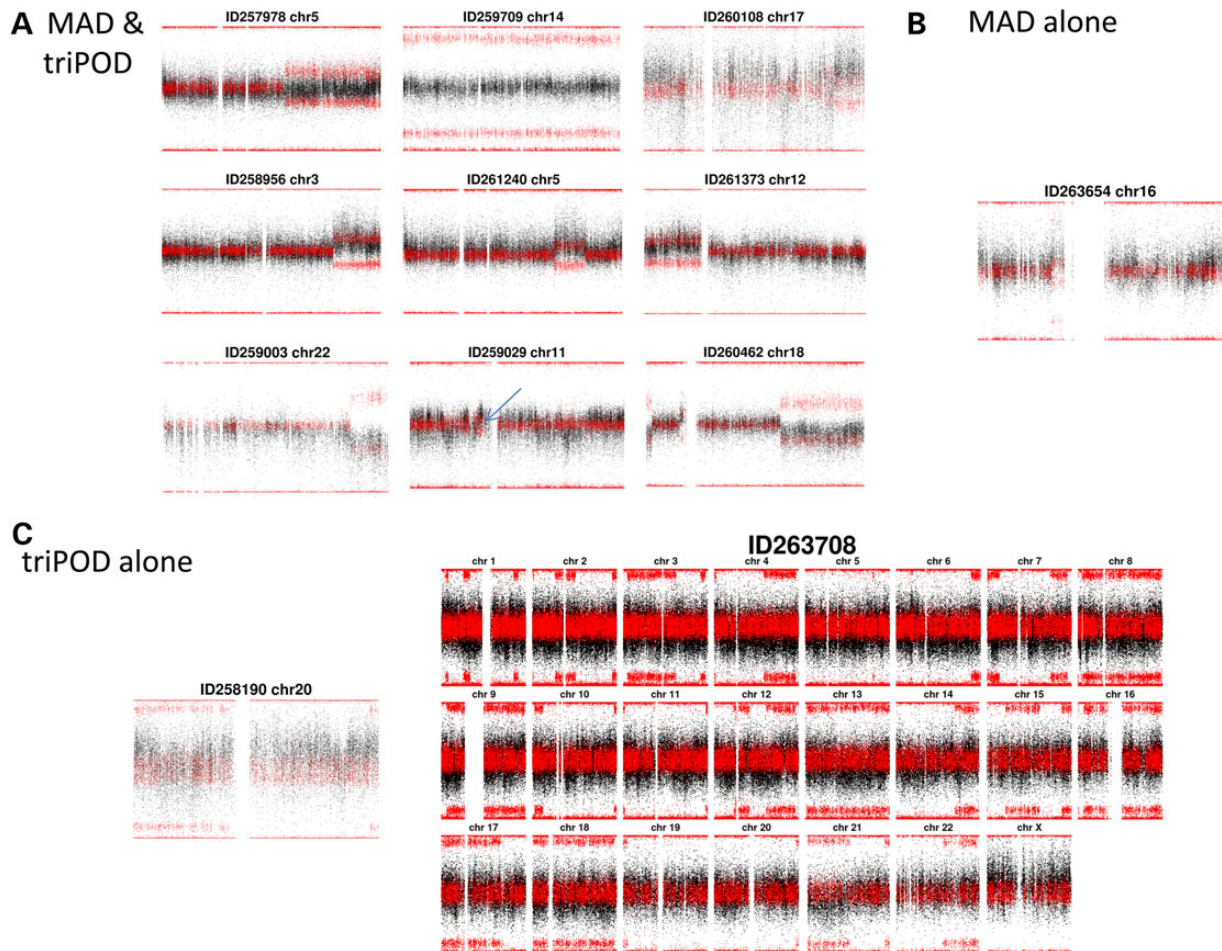 A MAD &
triPOD
ID257978 chr5
ID259709 chr14
ID260108 chr17
B MAD alone
ID258956 chr3
ID261240 chr5
ID261373 chr12
ID263654 chr16
ID259003 chr22
ID259029 chr11
ID260462 chr18
C
triPOD alone
ID263708
chr 1
chr 2
chr 3
chr 4
chr 5
chr 6
chr 7
chr 8
ID258190 chr20
chr 9
chr 10
chr 11
chr 12
chr 13
chr 14
chr 15
chr 16
chr 17
chr 18
chr 19
chr 20
chr 21
chr 22
chr X